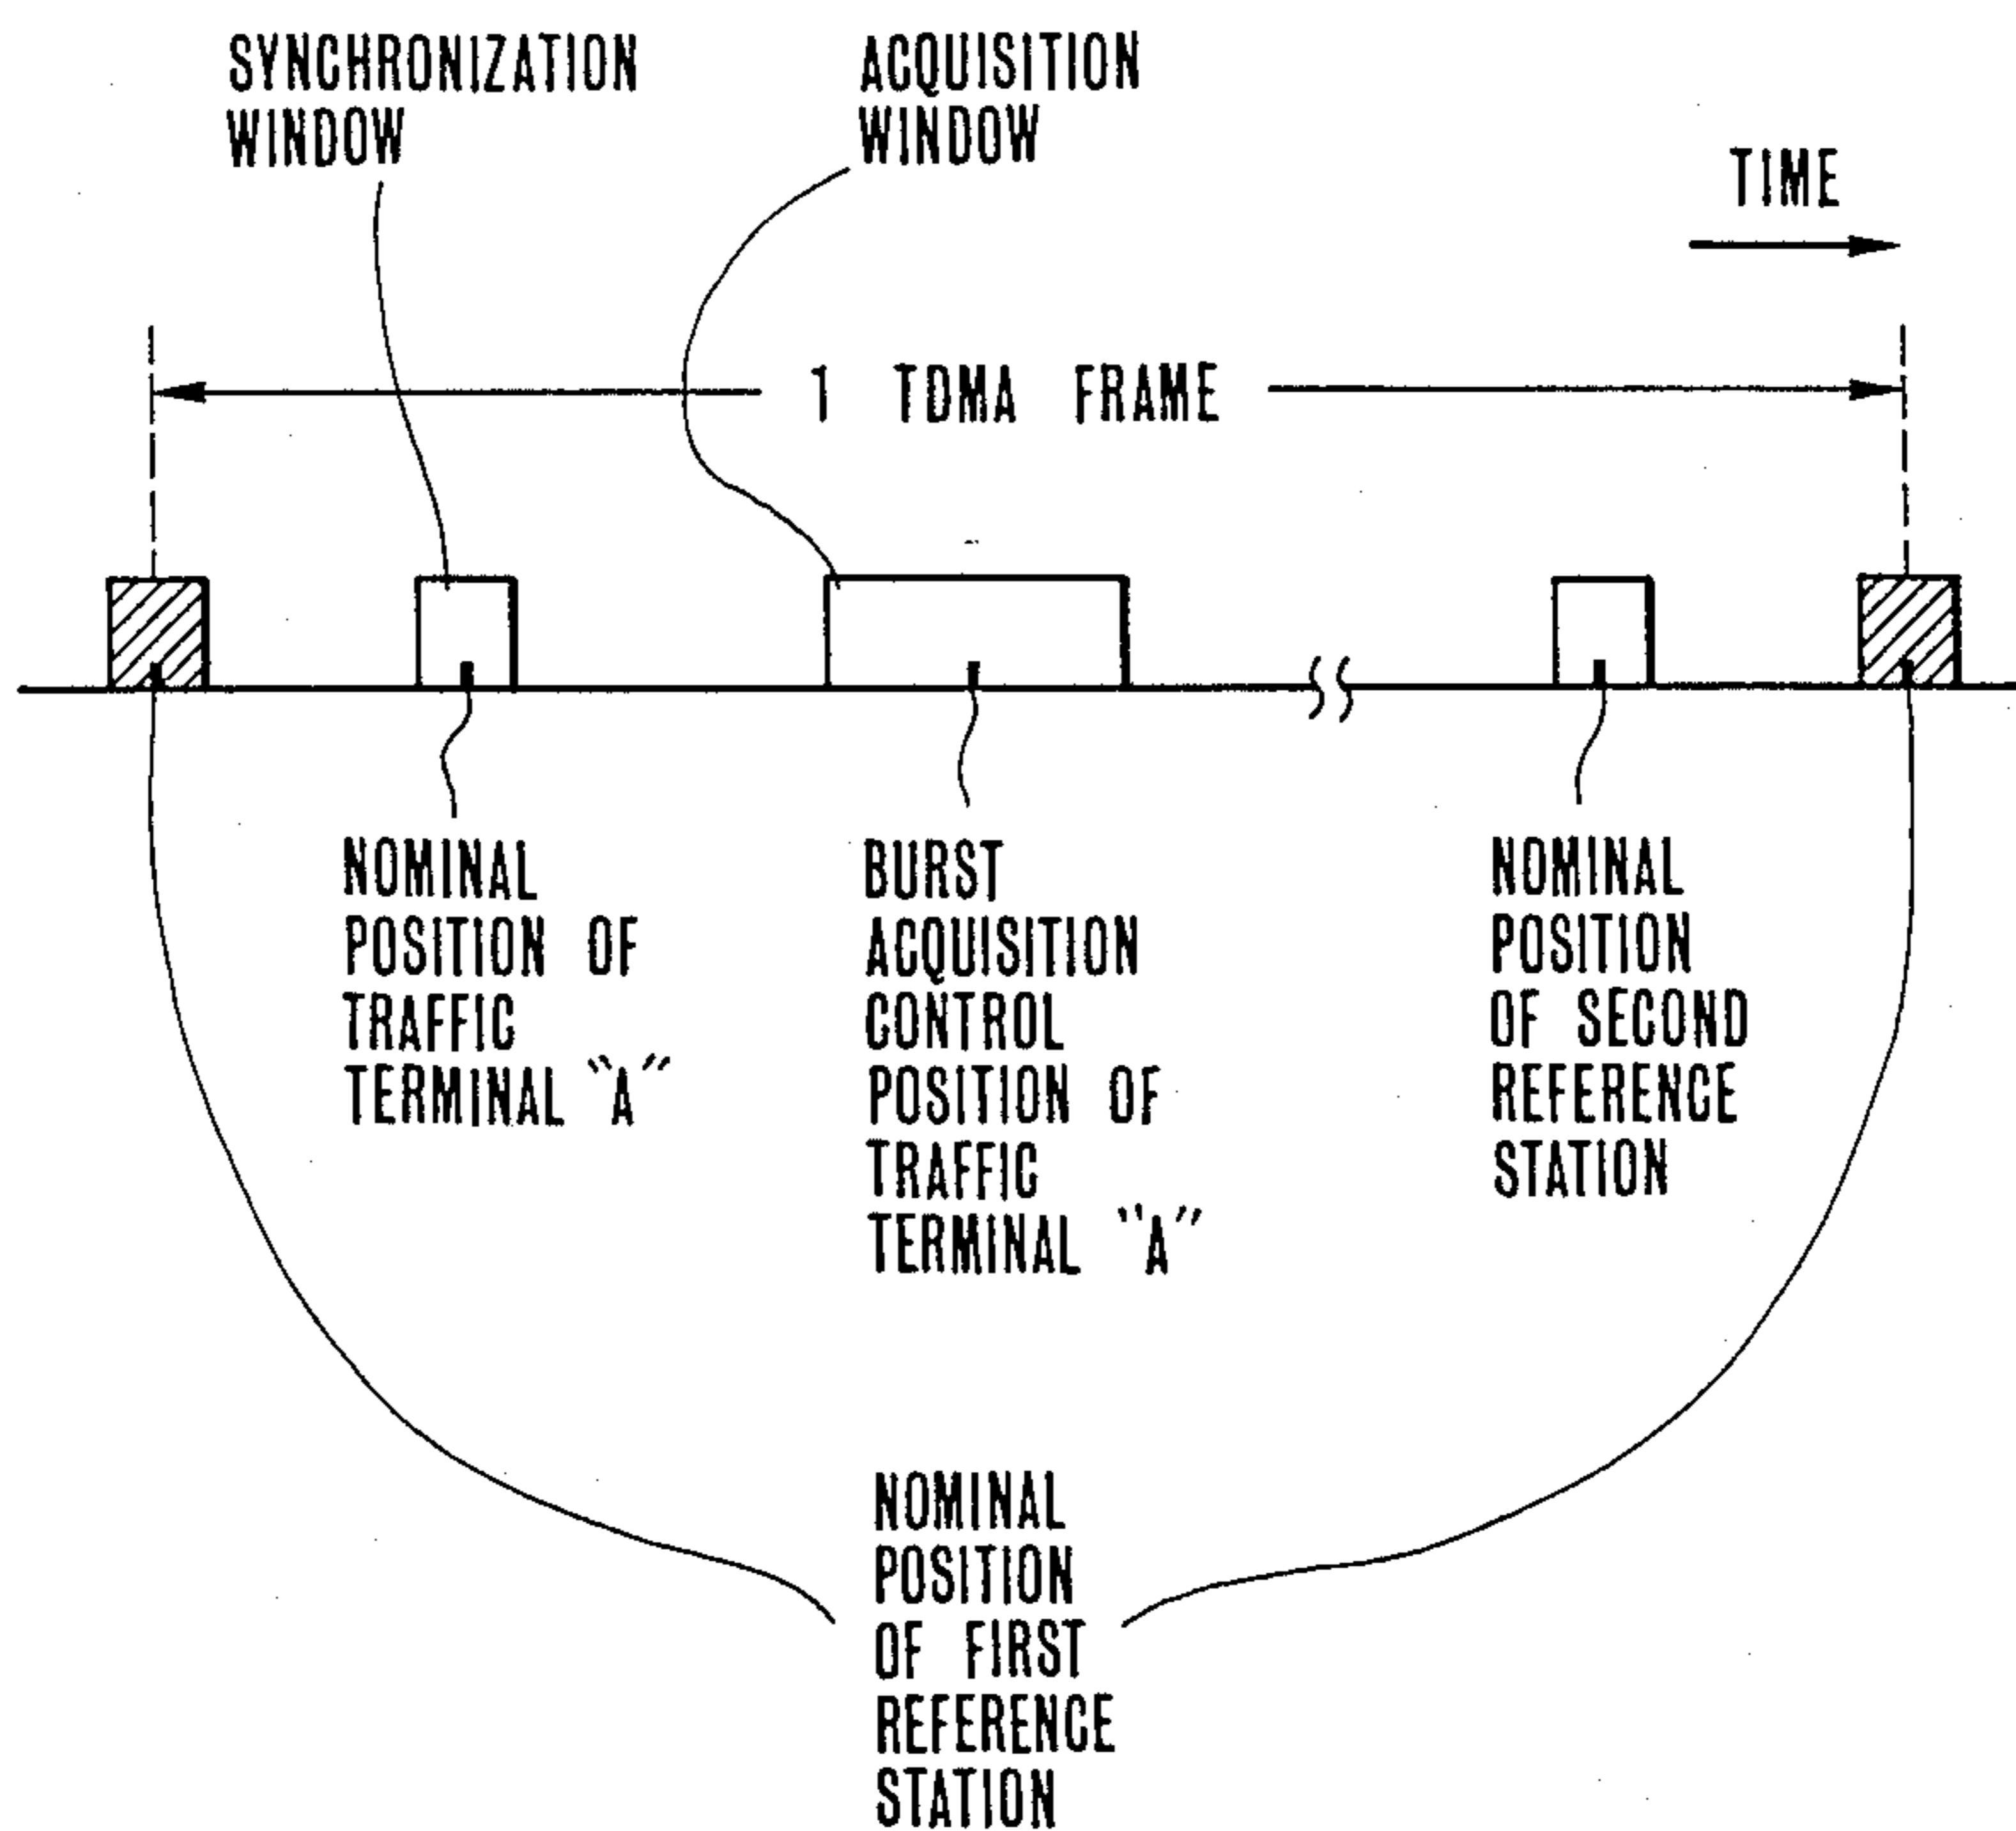 SYNCHRONIZATION
WINDOW
ACQUISITION
WINDOW
TIME
1 TDMA FRAME
NOMINAL
POSITION OF
TRAFFIC
TERMINAL "A"
BURST
ACQUISITION
CONTROL
POSITION OF
TRAFFIC
TERMINAL "A"
NOMINAL
POSITION
OF SECOND
REFERENCE
STATION
NOMINAL
POSITION
OF FIRST
REFERENCE
STATION